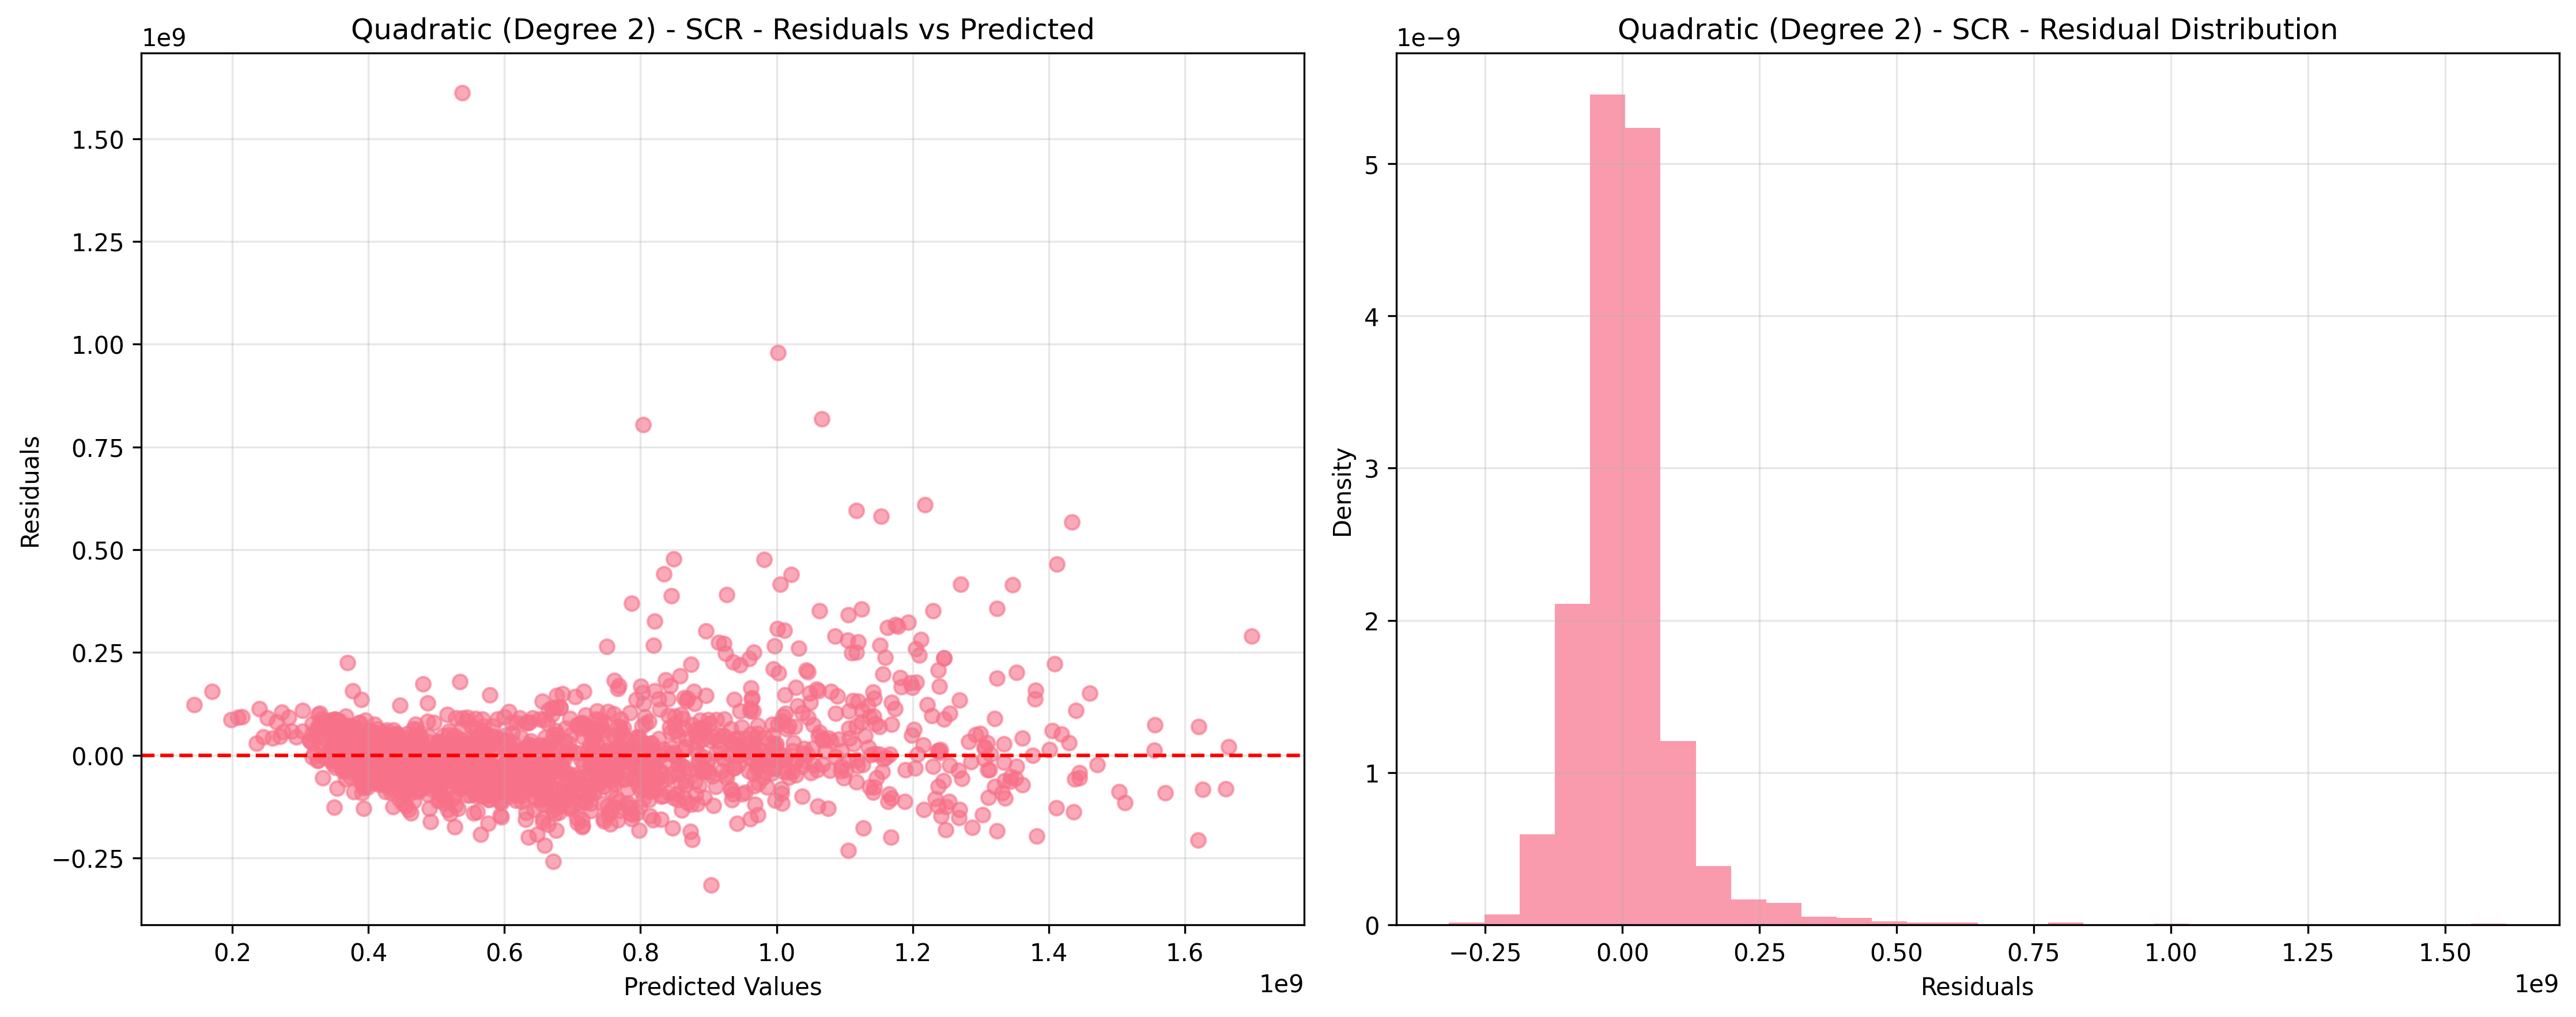 Quadratic (Degree 2) - SCR - Residuals vs Predicted
1e9
1.50
1.25
1.00
0.75
0.50
0.25
0.00
−0.25
Residuals
0.2 0.4 0.6 0.8 1.0 1.2 1.4 1.6
Predicted Values
1e9
Quadratic (Degree 2) - SCR - Residual Distribution
1e−9
5
4
3
2
1
0
Density
−0.25 0.00 0.25 0.50 0.75 1.00 1.25 1.50
Residuals
1e9